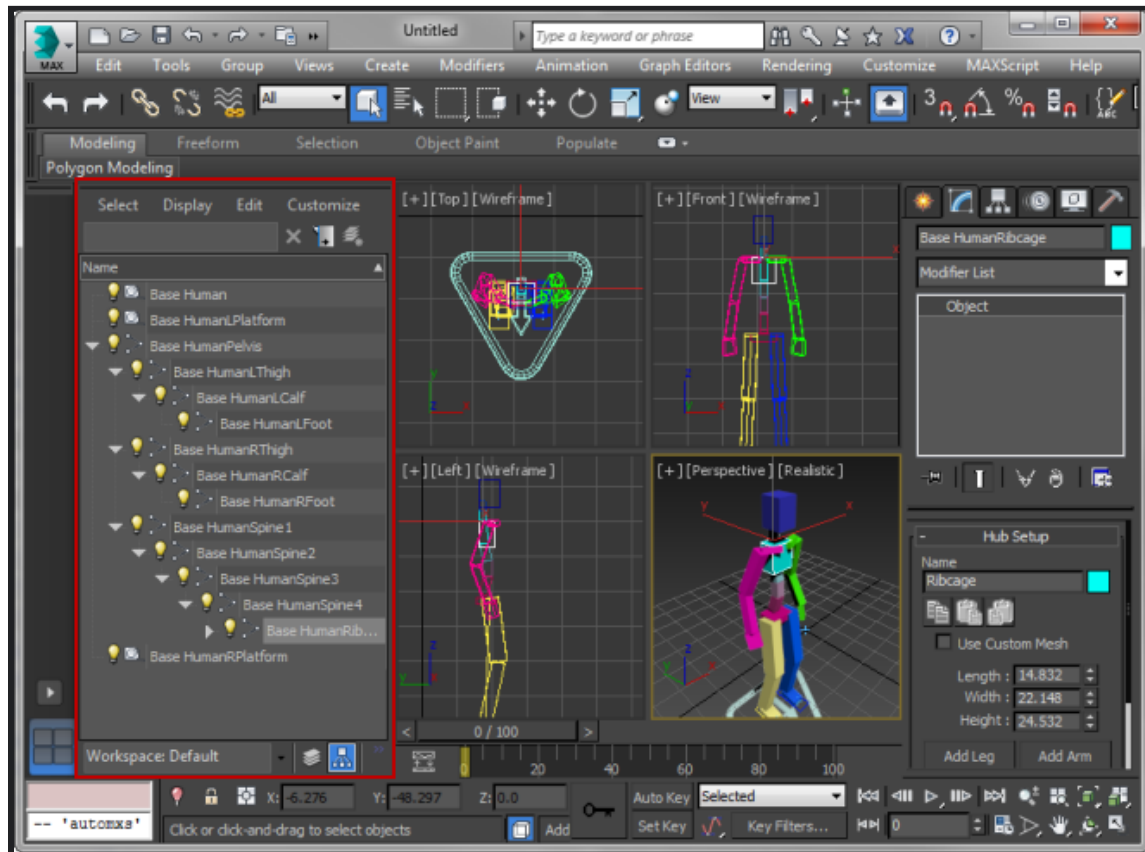 Untitled
Type a keyword or phrase
MAX
Edit Tools Group Views Create Modifiers Animation Graph Editors Rendering Customize MAXScript Help
All
View
3
%
ABC
Modeling Freeform Selection Object Paint Populate
Polygon Modeling
Select Display Edit Customize
Name
Base Human
Base HumanLPlatform
Base HumanPelvis
Base HumanLThigh
Base HumanLCalf
Base HumanLFoot
Base HumanRThigh
Base HumanRCalf
Base HumanRFoot
Base HumanSpine1
Base HumanSpine2
Base HumanSpine3
Base HumanSpine4
Base HumanRib...
Base HumanRPlatform
Workspace: Default
[+][Top][Wireframe]
y
z x
[+][Front][Wireframe]
x
z
y x
[+][Left][Wireframe]
z
y
[+][Perspective][Realistic]
y x
z
y x
< 0 / 100 >
0 20 40 60 80 100
Base HumanRibcage
Modifier List
Object
- Hub Setup
Name
Ribcage
Use Custom Mesh
Length : 14.832
Width : 22.148
Height : 24.532
Add Leg Add Arm
X: -6.276 Y: -48.297 Z: 0.0
Auto Key Selected
-- 'automxs'
Click or click-and-drag to select objects
Add
Set Key Key Filters...
0